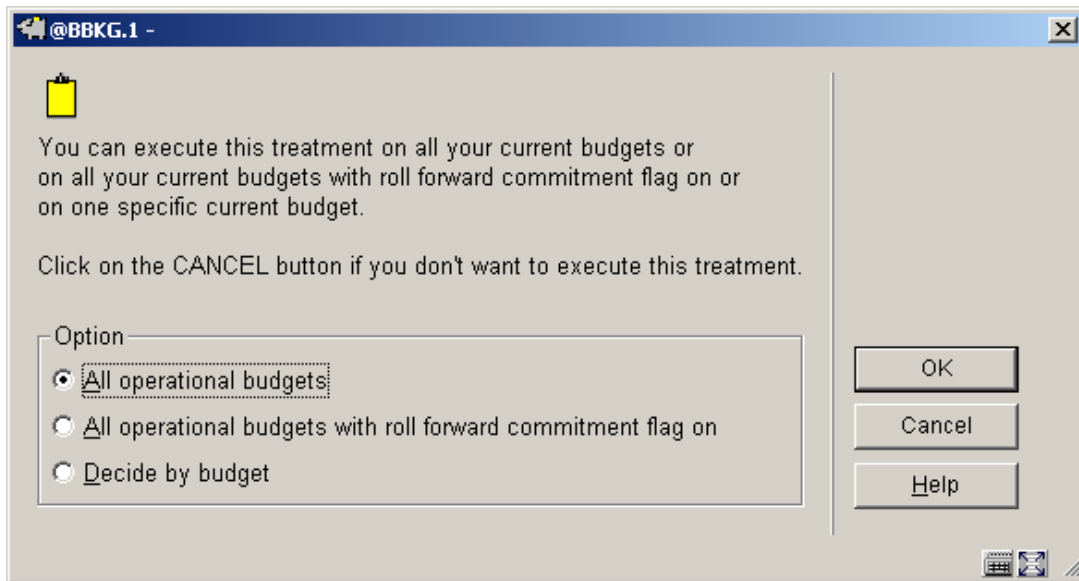 @BBKG.1 -
You can execute this treatment on all your current budgets or
on all your current budgets with roll forward commitment flag on or
on one specific current budget.
Click on the CANCEL button if you don't want to execute this treatment.
Option
All operational budgets
All operational budgets with roll forward commitment flag on
Decide by budget
OK
Cancel
Help